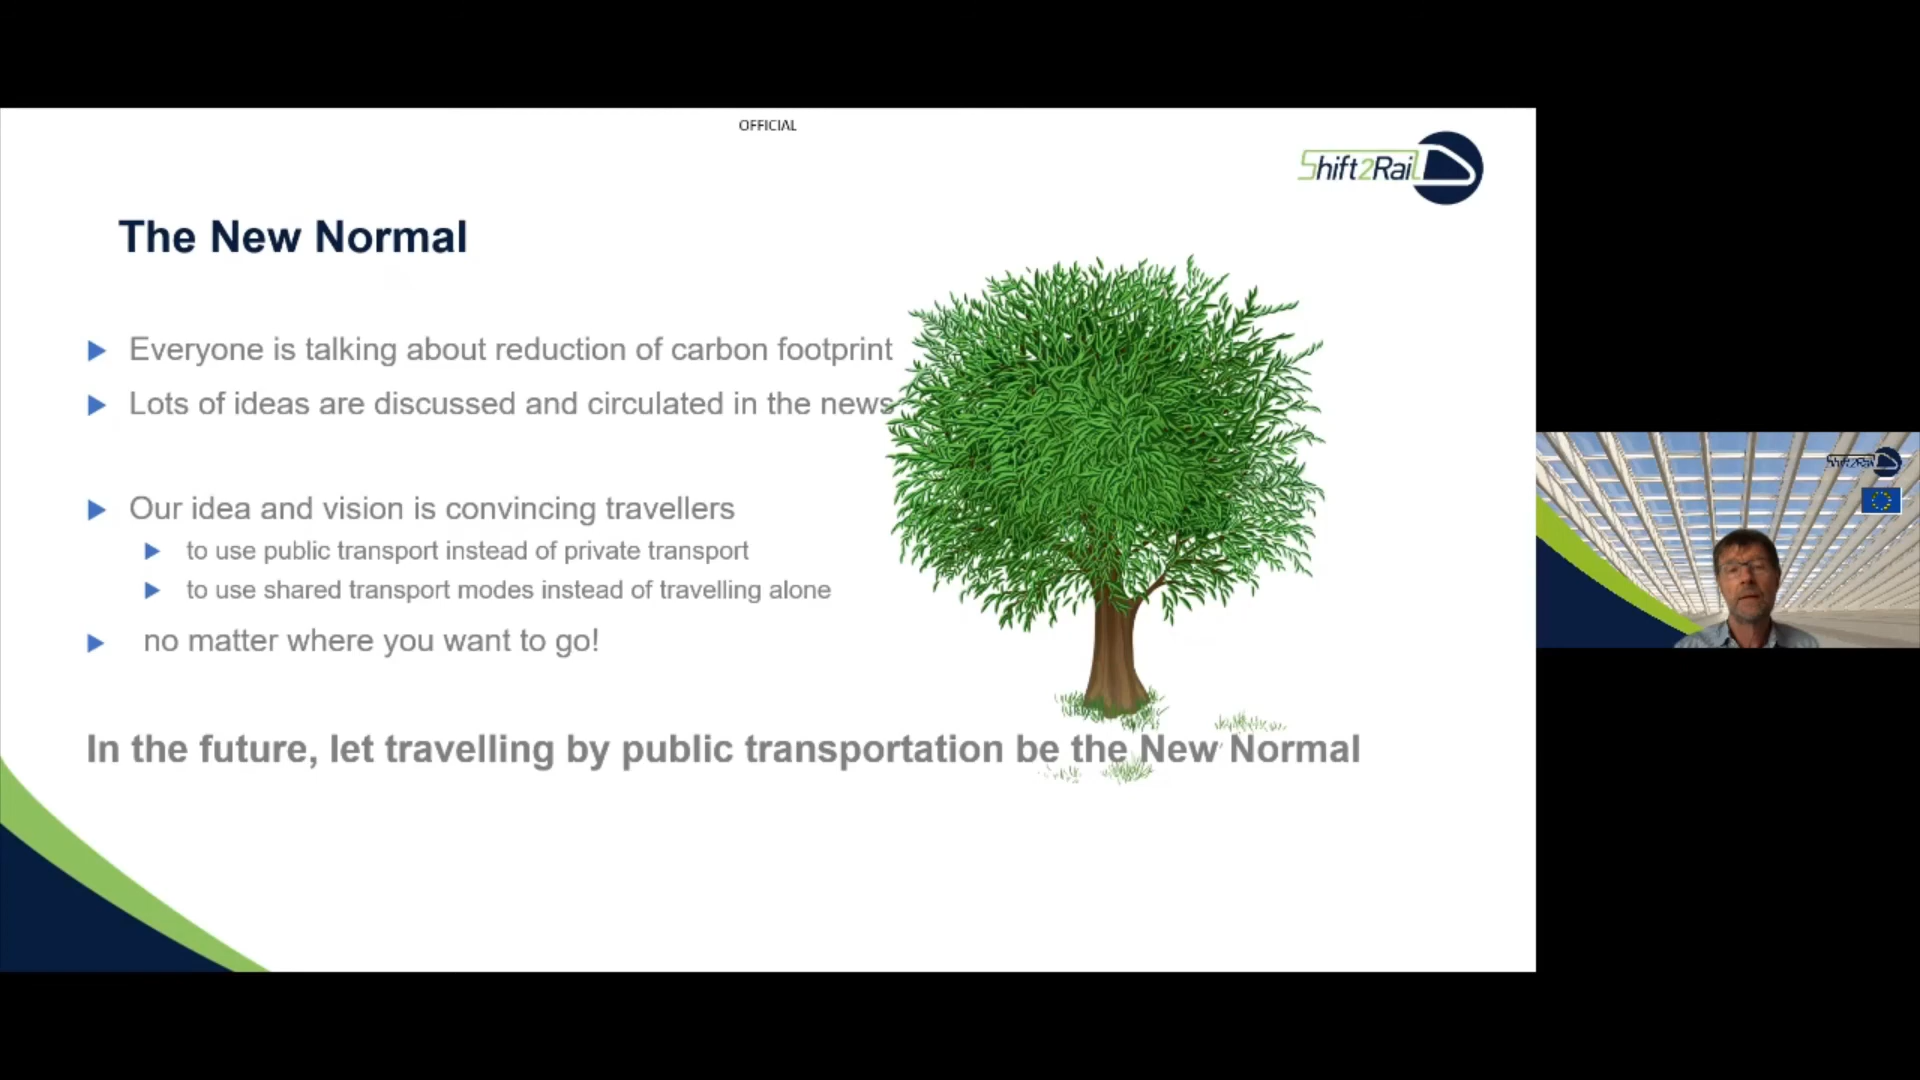 OFFICIAL
Shift2Rail
The New Normal
Everyone is talking about reduction of carbon footprint
Lots of ideas are discussed and circulated in the news
Our idea and vision is convincing travellers
to use public transport instead of private transport
to use shared transport modes instead of travelling alone
no matter where you want to go!
In the future, let travelling by public transportation be the New Normal
Shift2Rail